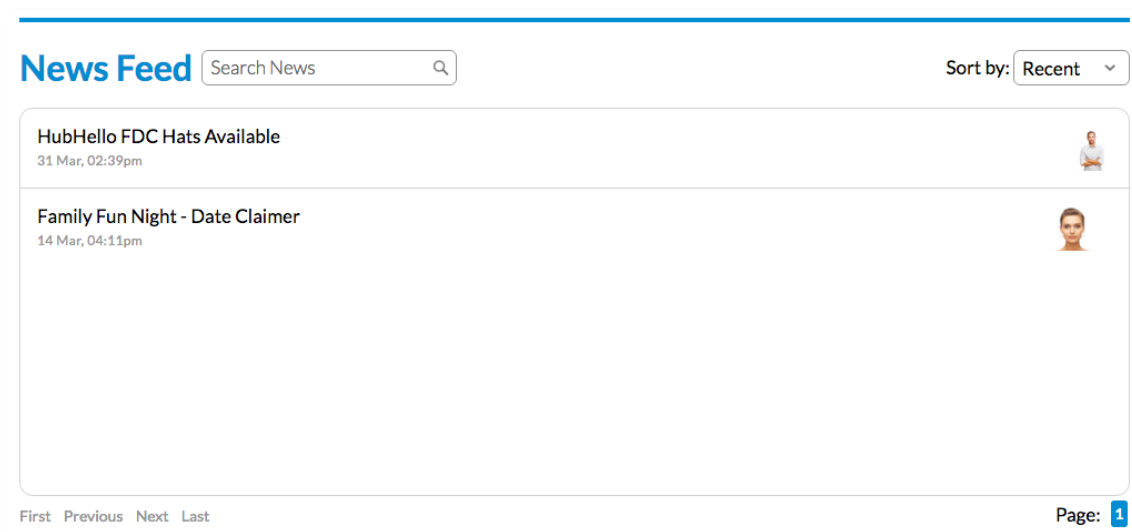 News Feed Search News Sort by: Recent
HubHello FDC Hats Available
31 Mar, 02:39pm
Family Fun Night - Date Claimer
14 Mar, 04:11pm
First Previous Next Last Page: 1